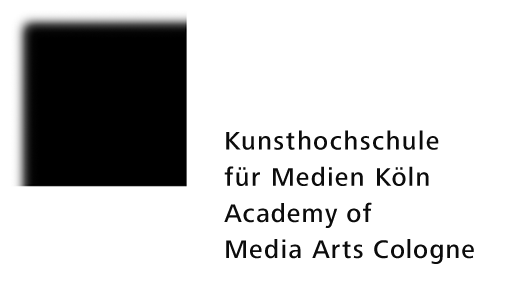 Kunsthochschule
für Medien Köln
Academy of
Media Arts Cologne